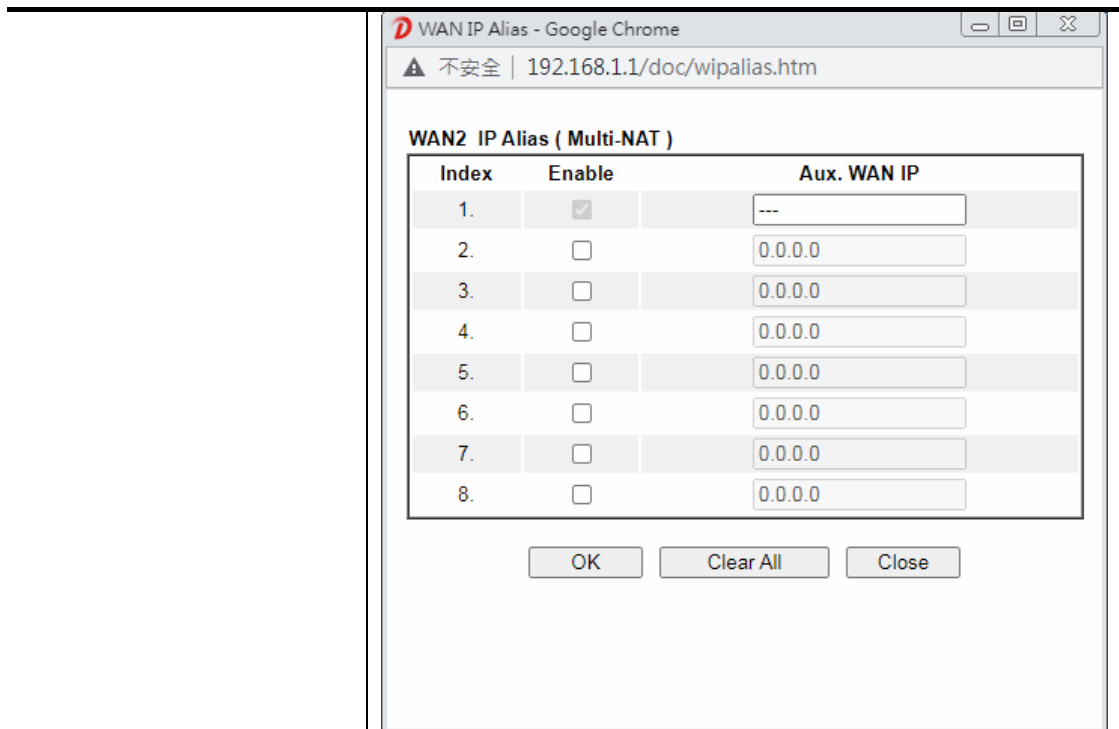 WAN IP Alias - Google Chrome
不安全 | 192.168.1.1/doc/wipalias.htm
WAN2 IP Alias ( Multi-NAT )
Index Enable Aux. WAN IP
1. ---
2. 0.0.0.0
3. 0.0.0.0
4. 0.0.0.0
5. 0.0.0.0
6. 0.0.0.0
7. 0.0.0.0
8. 0.0.0.0
OK Clear All Close